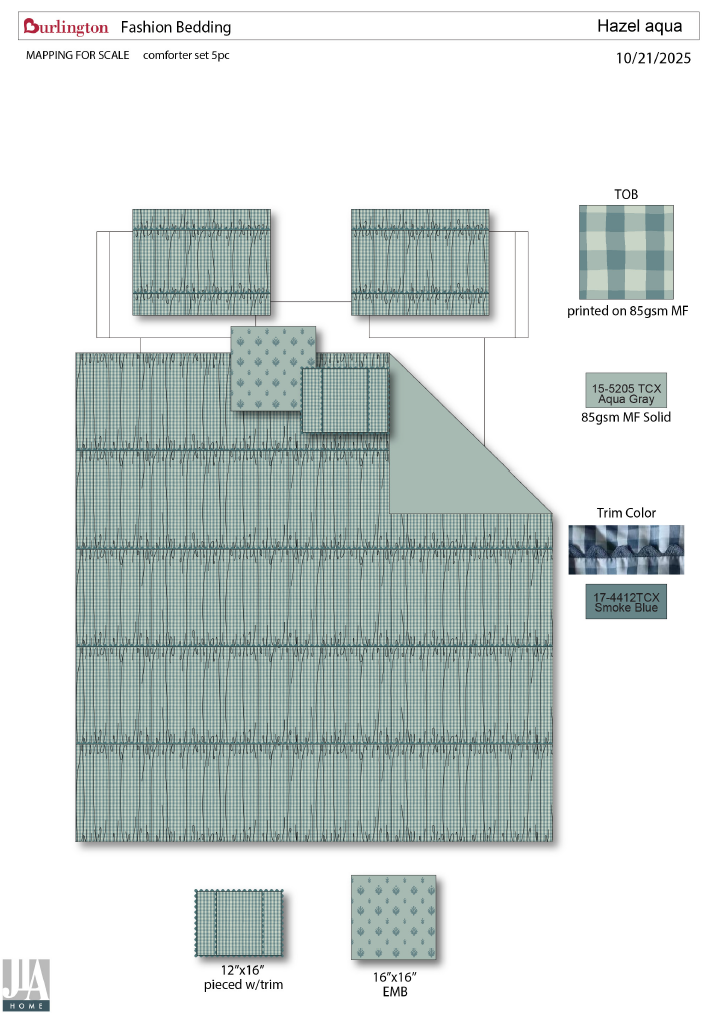 Burlington Fashion Bedding
Hazel aqua
MAPPING FOR SCALE comforter set 5pc
10/21/2025
TOB
printed on 85gsm MF
15-5205 TCX
Aqua Gray
85gsm MF Solid
Trim Color
17-4412TCX
Smoke Blue
12”x16”
pieced w/trim
16”x16”
EMB
JLA
HOME